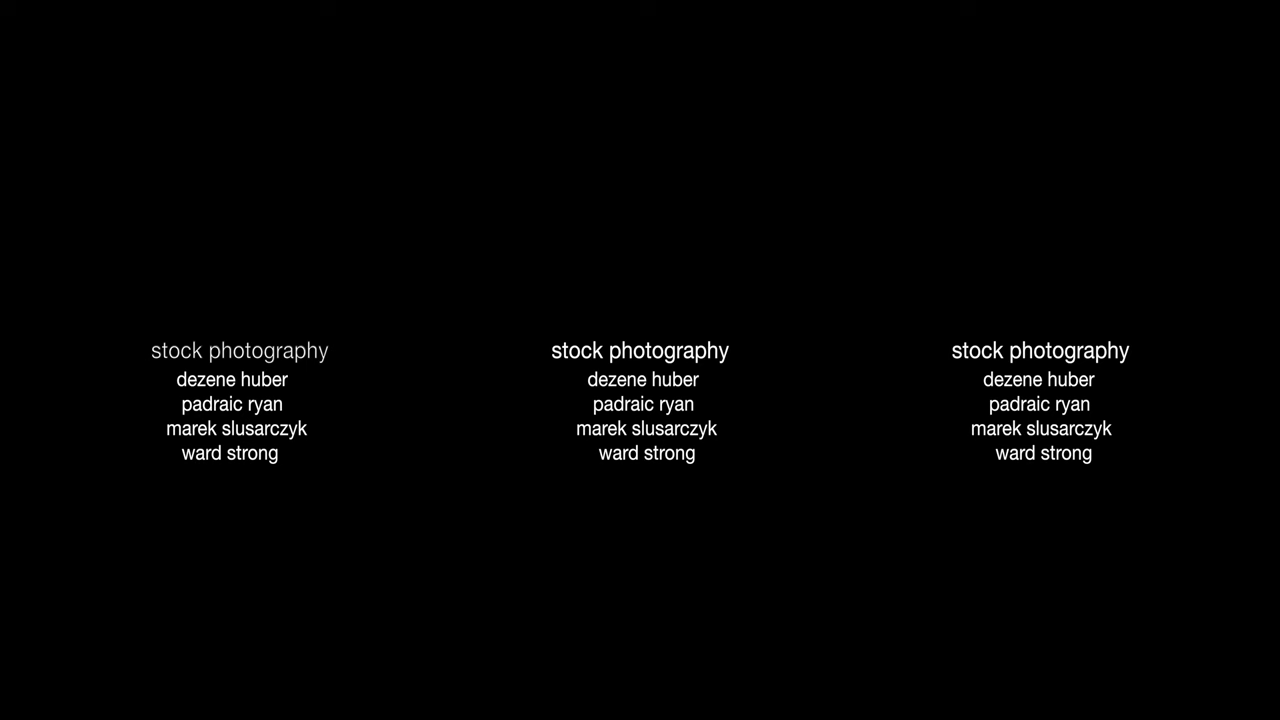 stock photography
dezene huber
padraic ryan
marek slusarczyk
ward strong
stock photography
dezene huber
padraic ryan
marek slusarczyk
ward strong
stock photography
dezene huber
padraic ryan
marek slusarczyk
ward strong